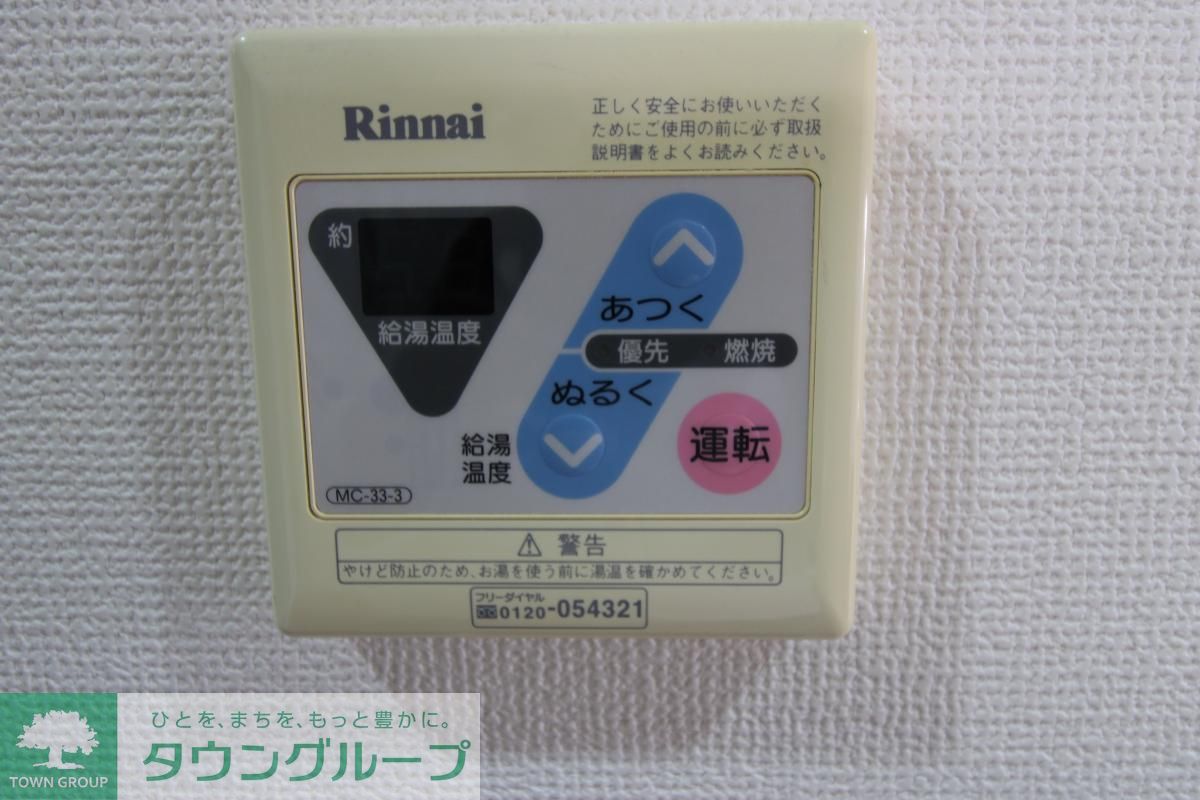 Rinnai
正しく安全にお使いいただく
ためにご使用の前に必ず取扱
説明書をよくお読みください。
約
給湯温度
あつく
優先 燃焼
ぬるく
給湯
温度
運転
MC-33-3
⚠ 警告
やけど防止のため、お湯を使う前に湯温を確かめてください。
フリーダイヤル
0120-054321
ひとを、まちを、もっと豊かに。
タウングループ
TOWN GROUP